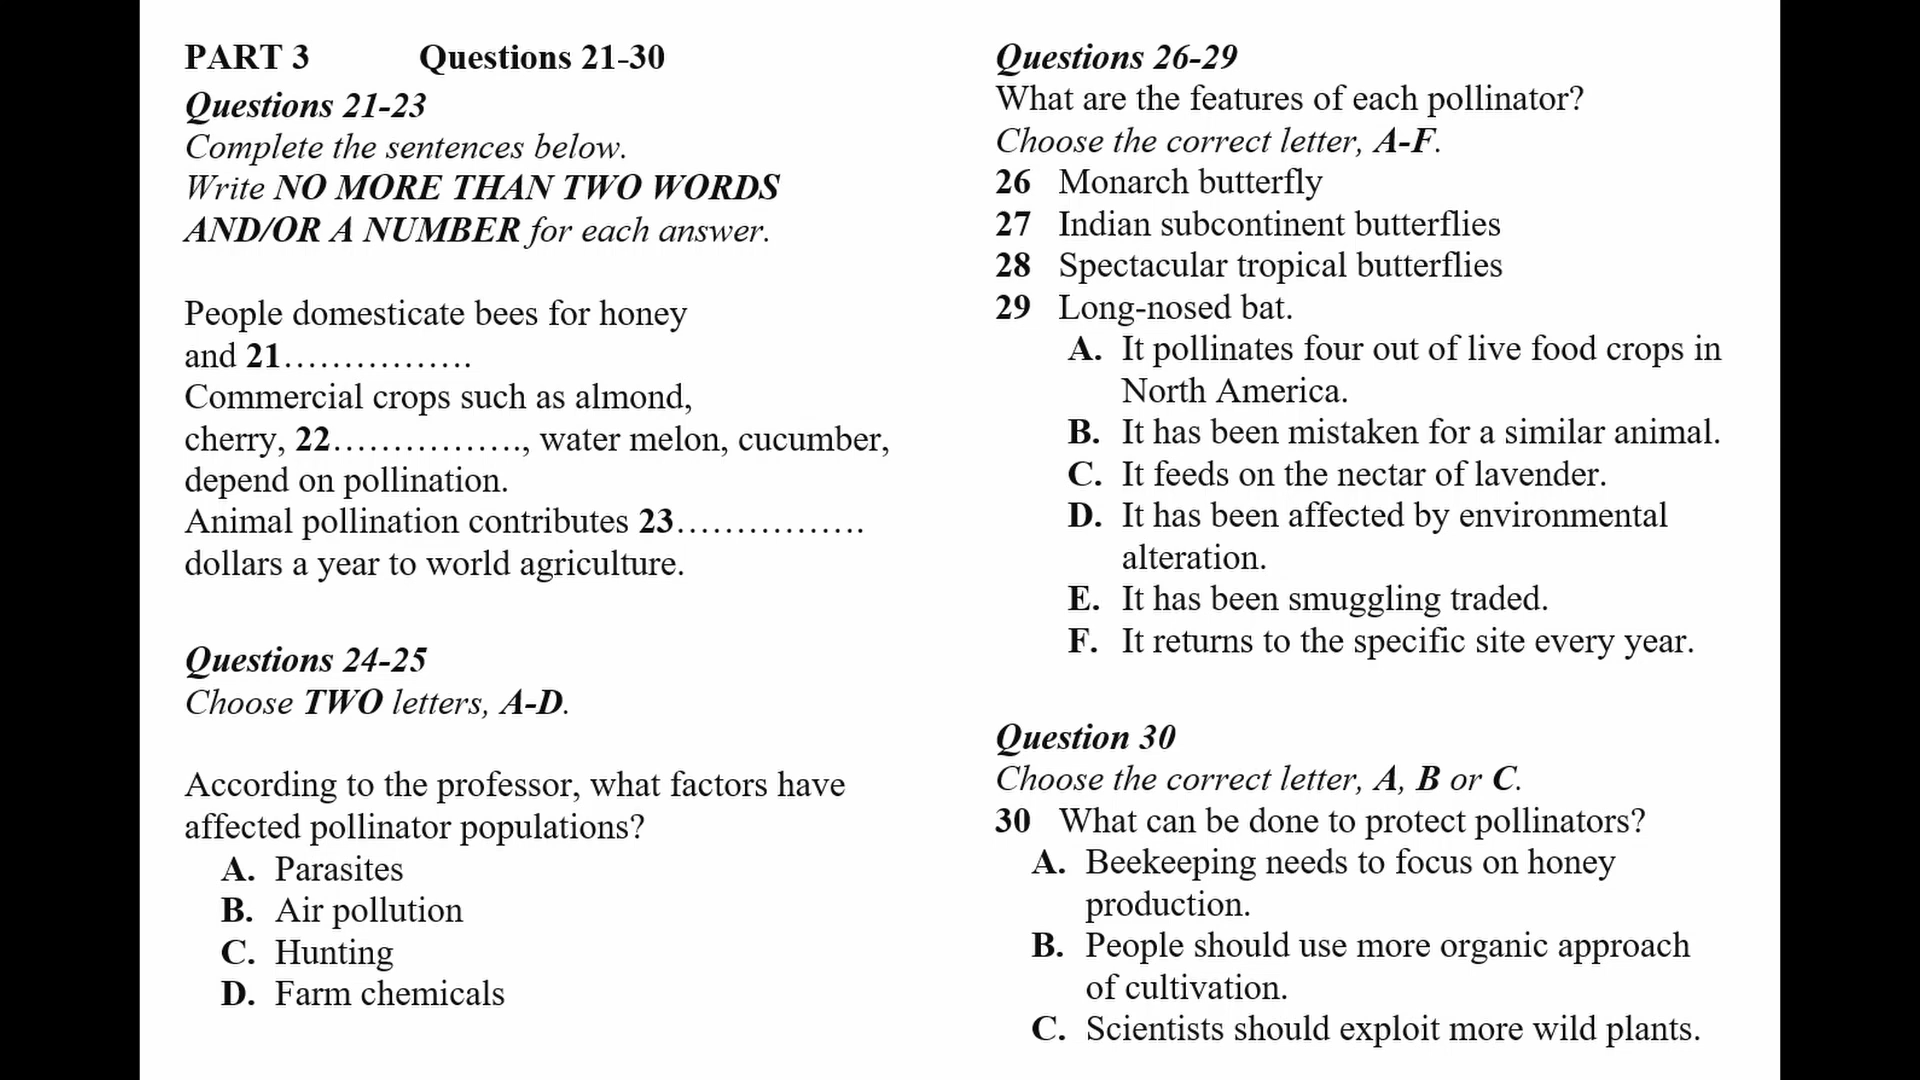 PART 3 Questions 21-30
Questions 21-23
Complete the sentences below.
Write NO MORE THAN TWO WORDS
AND/OR A NUMBER for each answer.
People domesticate bees for honey
and 21…………….
Commercial crops such as almond,
cherry, 22……………., water melon, cucumber,
depend on pollination.
Animal pollination contributes 23…………….
dollars a year to world agriculture.
Questions 24-25
Choose TWO letters, A-D.
According to the professor, what factors have
affected pollinator populations?
A. Parasites
B. Air pollution
C. Hunting
D. Farm chemicals
Questions 26-29
What are the features of each pollinator?
Choose the correct letter, A-F.
26 Monarch butterfly
27 Indian subcontinent butterflies
28 Spectacular tropical butterflies
29 Long-nosed bat.
A. It pollinates four out of live food crops in
North America.
B. It has been mistaken for a similar animal.
C. It feeds on the nectar of lavender.
D. It has been affected by environmental
alteration.
E. It has been smuggling traded.
F. It returns to the specific site every year.
Question 30
Choose the correct letter, A, B or C.
30 What can be done to protect pollinators?
A. Beekeeping needs to focus on honey
production.
B. People should use more organic approach
of cultivation.
C. Scientists should exploit more wild plants.